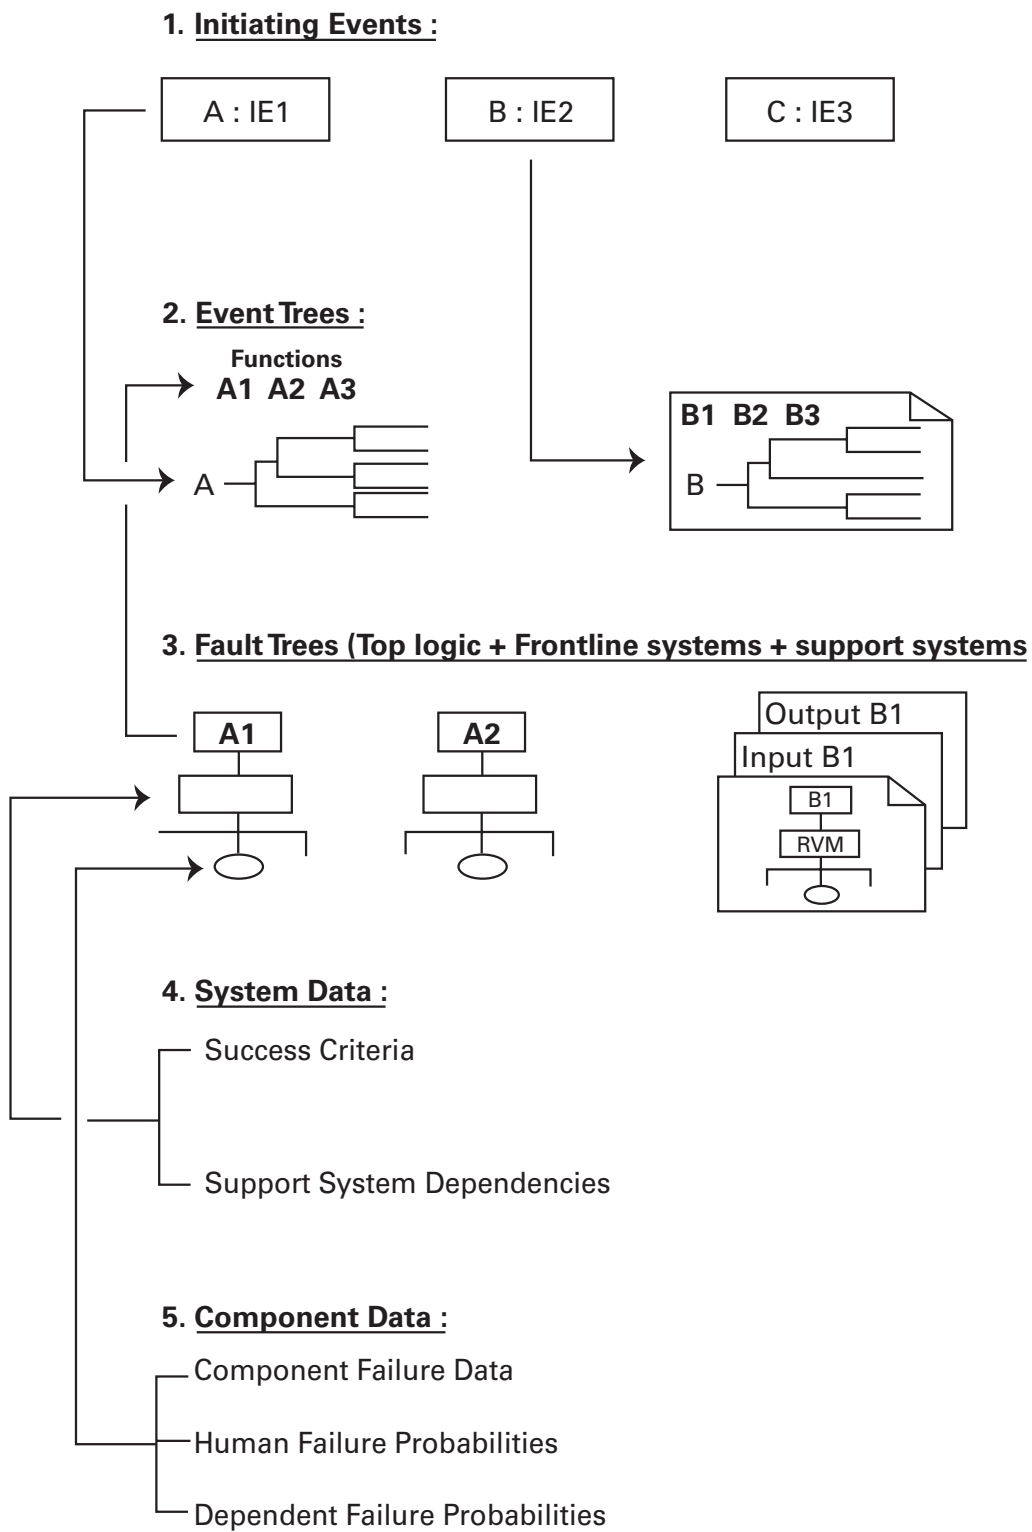 1. Initiating Events :
A : IE1
B : IE2
C : IE3
2. Event Trees :
Functions
A1 A2 A3
A
B1 B2 B3
B
3. Fault Trees (Top logic + Frontline systems + support systems
A1
A2
Output B1
Input B1
B1
RVM
4. System Data :
Success Criteria
Support System Dependencies
5. Component Data :
Component Failure Data
Human Failure Probabilities
Dependent Failure Probabilities